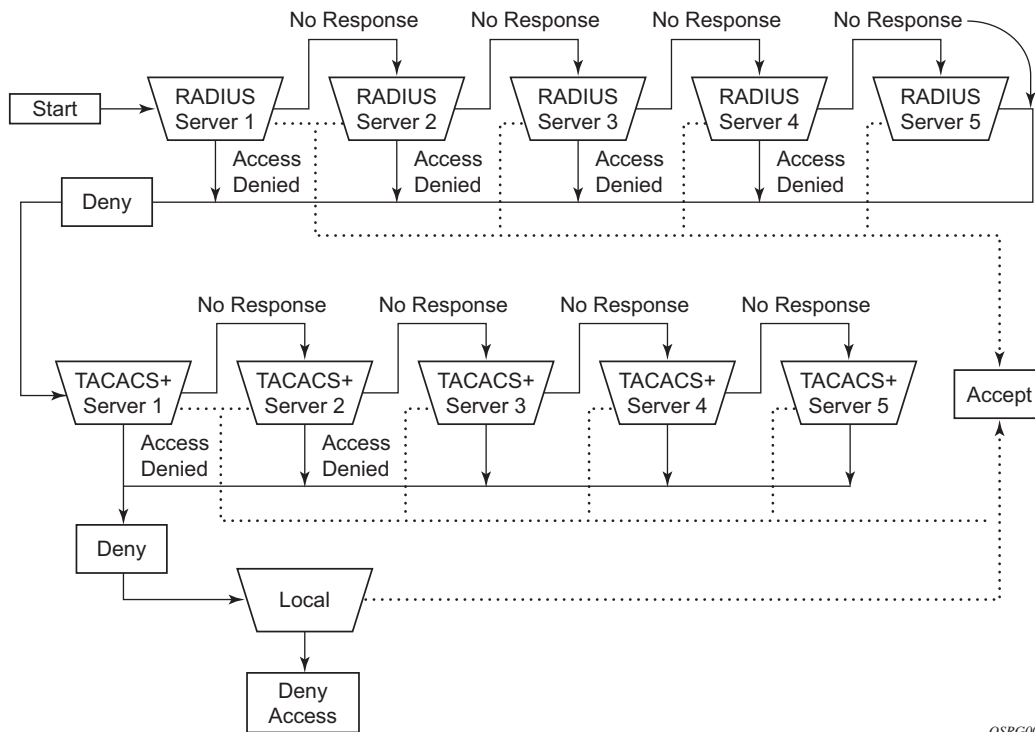 No Response
No Response
No Response
No Response
Start
RADIUS
Server 1
RADIUS
Server 2
RADIUS
Server 3
RADIUS
Server 4
RADIUS
Server 5
Access
Denied
Access
Denied
Access
Denied
Deny
No Response
No Response
No Response
No Response
TACACS+
Server 1
TACACS+
Server 2
TACACS+
Server 3
TACACS+
Server 4
TACACS+
Server 5
Accept
Access
Denied
Access
Denied
Deny
Local
Deny
Access